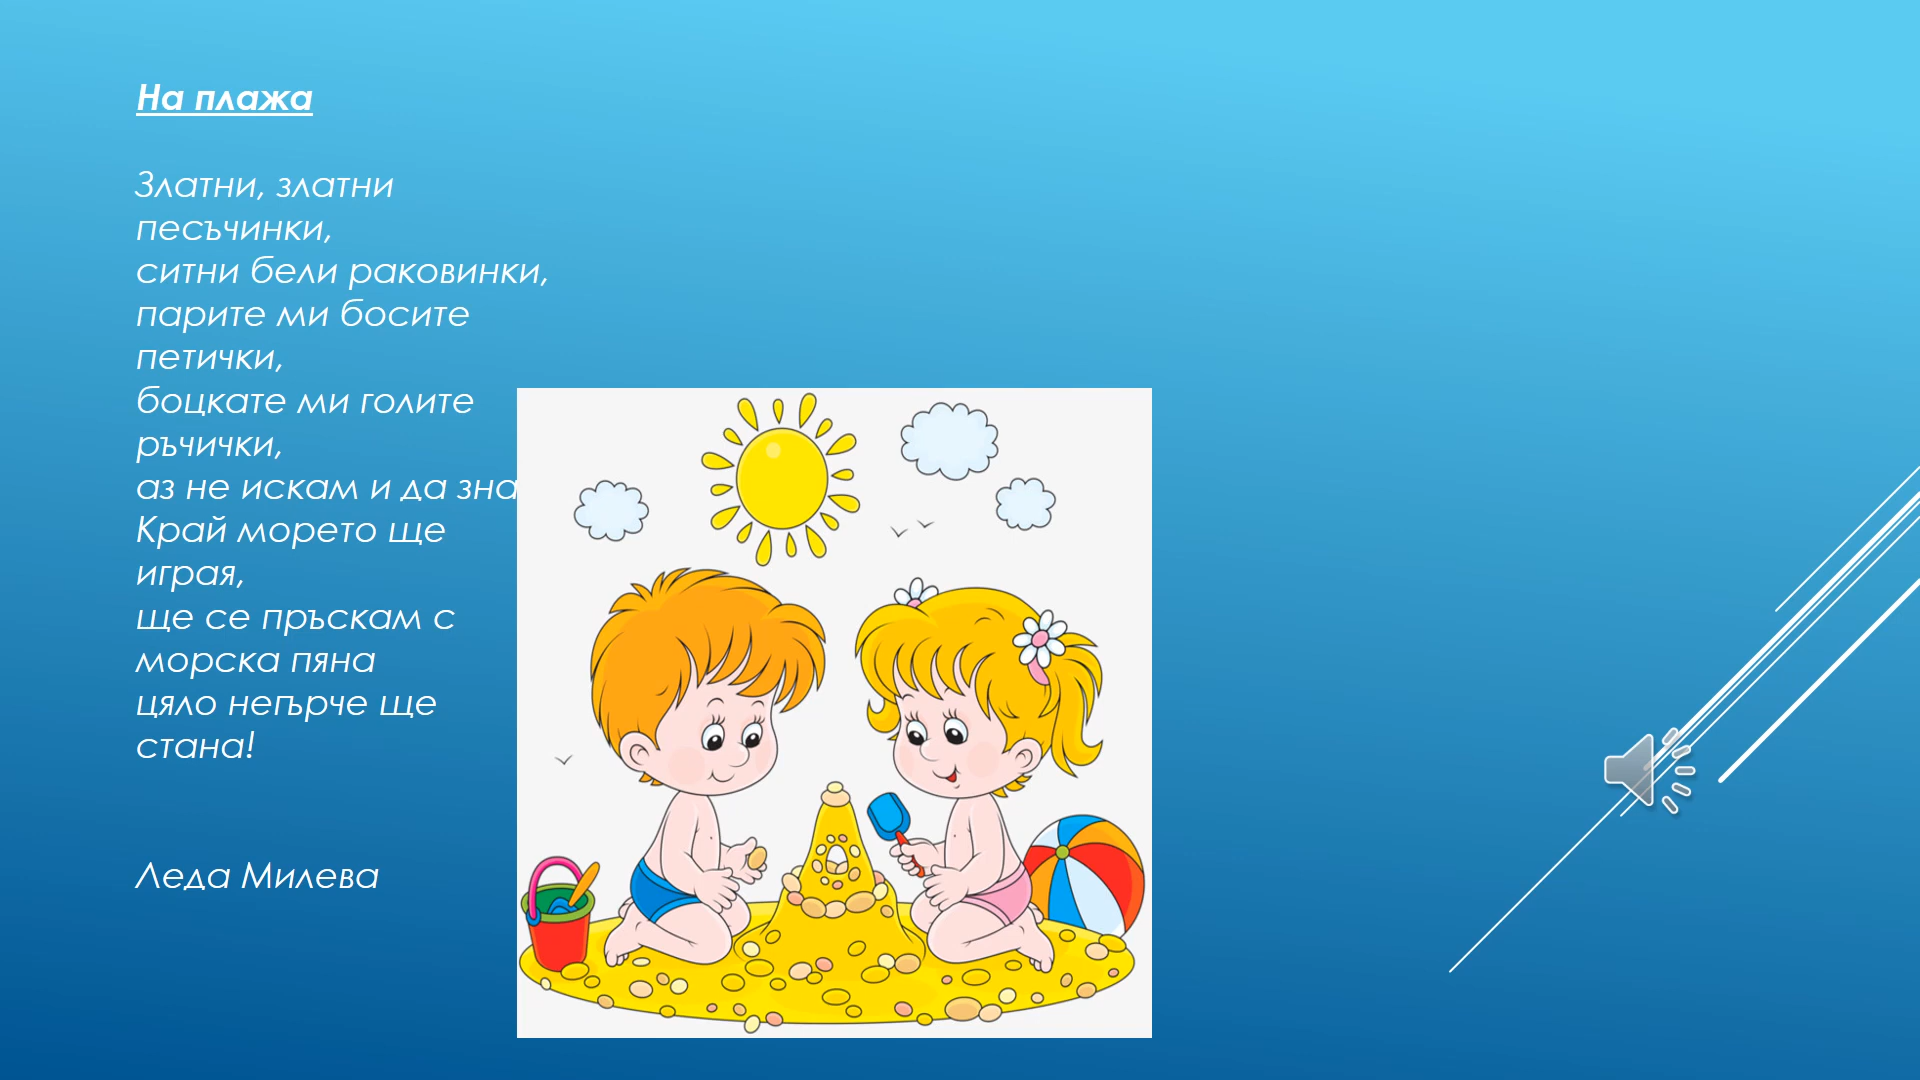 На плажа
Златни, златни
песъчинки,
ситни бели раковинки,
парите ми босите
петички,
боцкате ми голите
ръчички,
аз не искам и да зна
Край морето ще
играя,
ще се пръскам с
морска пяна
цяло негърче ще
стана!
Леда Милева